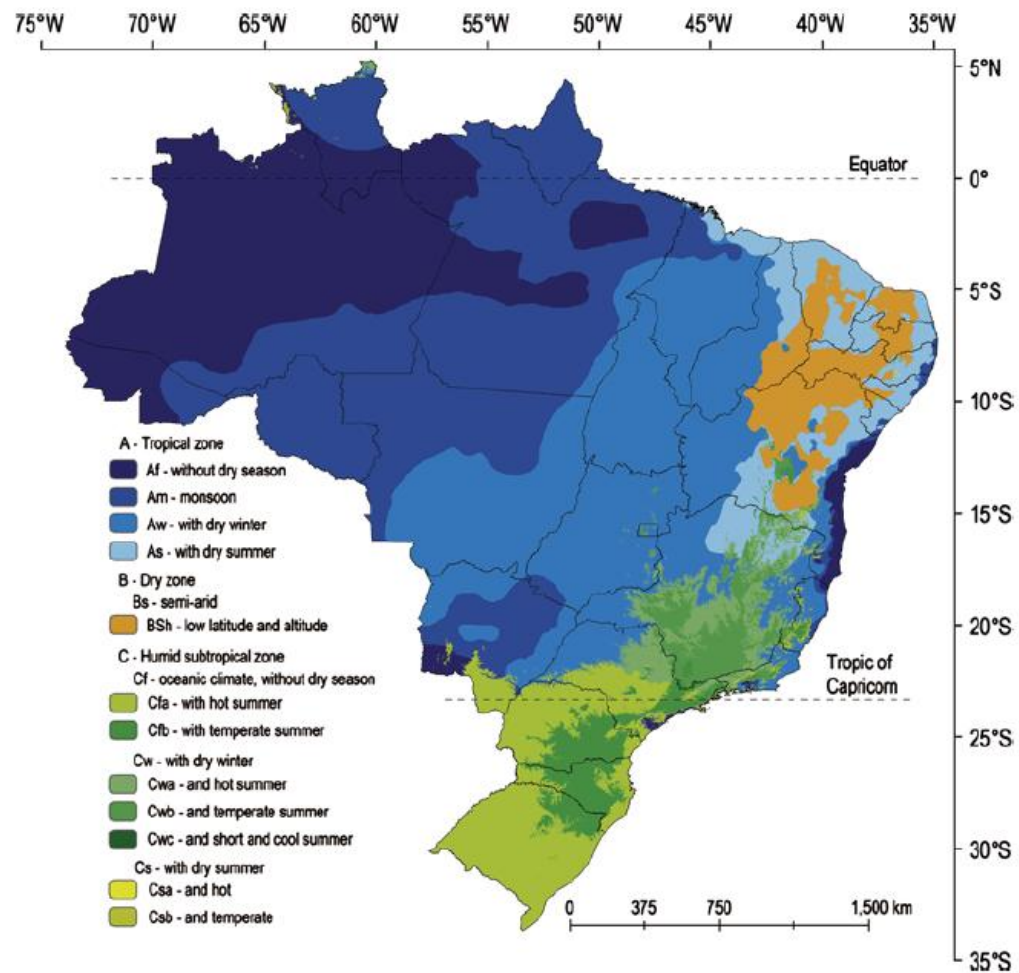 75°W 70°W 65°W 60°W 55°W 50°W 45°W 40°W 35°W
5°N
Equator
0°
5°S
10°S
A - Tropical zone
Af - without dry season
Am - monsoon
15°S
Aw - with dry winter
As - with dry summer
B - Dry zone
Bs - semi-arid
BSh - low latitude and altitude
20°S
C - Humid subtropical zone
Cf - oceanic climate, without dry season
Tropic of
Capricorn
Cfa - with hot summer
Cfb - with temperate summer
25°S
Cw - with dry winter
Cwa - and hot summer
Cwb - and temperate summer
Cwc - and short and cool summer
30°S
Cs - with dry summer
Csa - and hot
Csb - and temperate
0 375 750 1,500 km
35°S